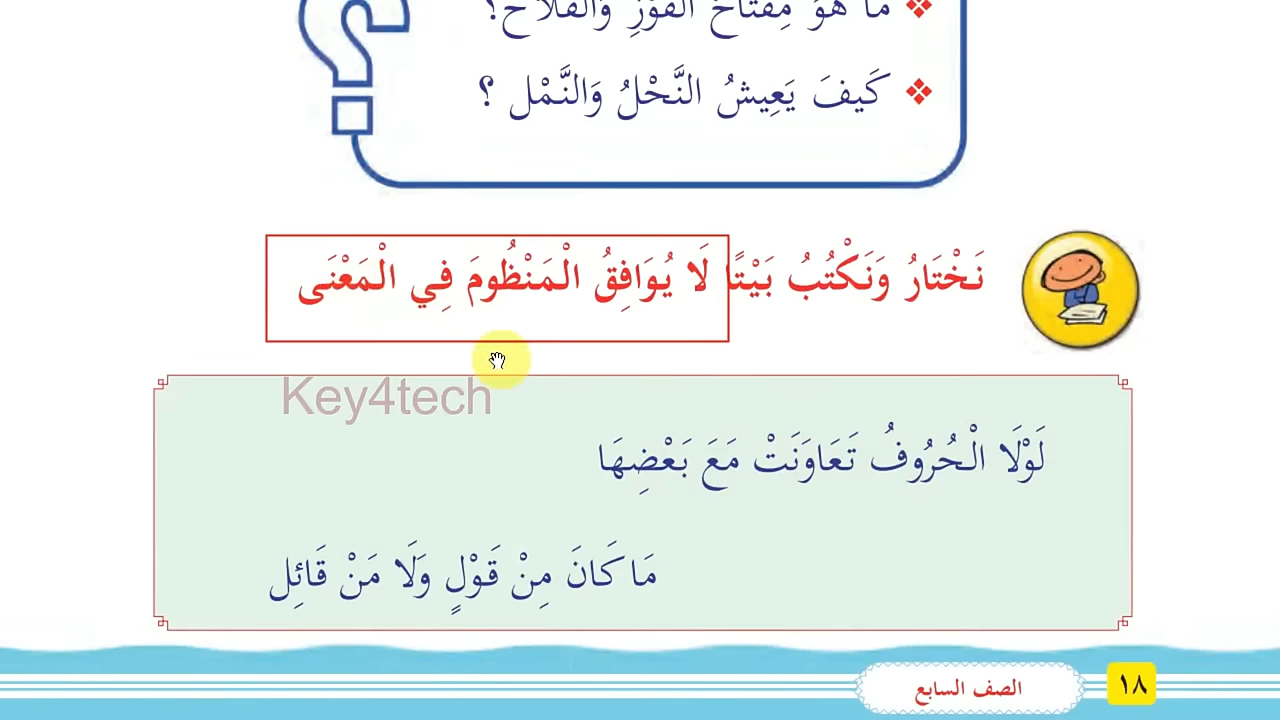 مَا هُوَ مِفْتَاحُ الْفَوْزِ وَالْفَلَاحِ؟
كَيفَ يَعِيشُ النَّحْلُ وَالنَّمْل ؟
نَخْتَارُ وَنَكْتُبُ بَيْتًا لَا يُوَافِقُ الْمَنْظُومَ فِي الْمَعْنَى
Key4tech
لَوْلَا الْحُرُوفُ تَعَاوَنَتْ مَعَ بَعْضِهَا
مَا كَانَ مِنْ قَوْلٍ وَلَا مَنْ قَائِل
١٨
الصف السابع